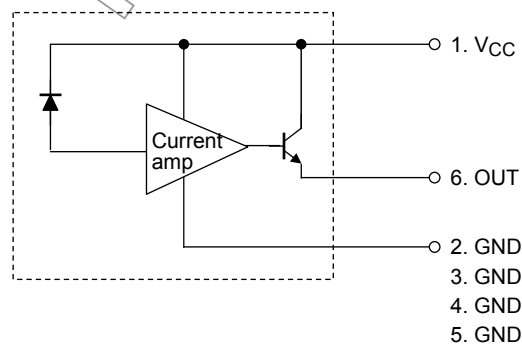 1. VCC
Current
amp
6. OUT
2. GND
3. GND
4. GND
5. GND